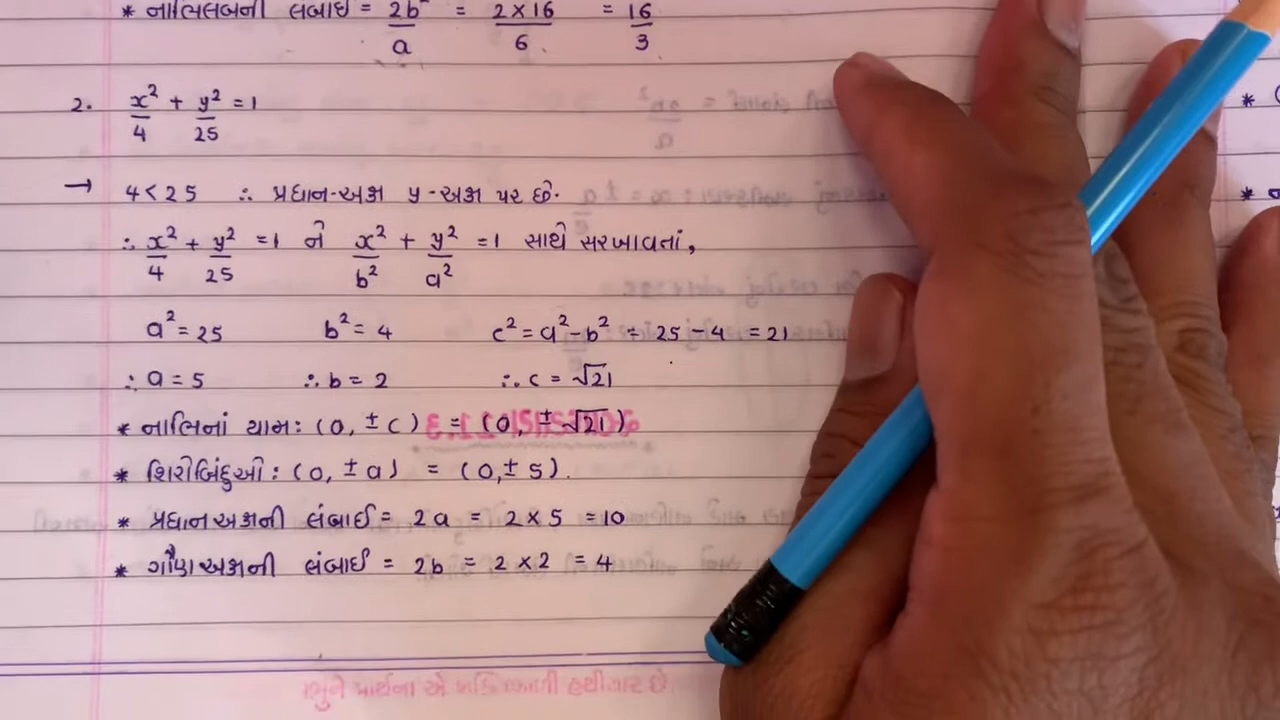 * નાભિલંબની લંબાઈ = 2b²/a = 2×16/6 = 16/3
2. x²/4 + y²/25 = 1
→ 4 < 25 ∴ પ્રધાન-અક્ષ y-અક્ષ પર છે.
∴ x²/4 + y²/25 = 1 ને x²/b² + y²/a² = 1 સાથે સરખાવતાં,
a² = 25 b² = 4 c² = a² - b² = 25 - 4 = 21
∴ a = 5 ∴ b = 2 ∴ c = √21
* નાભિનાં યામ: (0, ±c) = (0, ±√21)
* શિરોબિંદુઓ: (0, ±a) = (0, ±5).
* પ્રધાનઅક્ષની લંબાઈ = 2a = 2 × 5 = 10
* ગૌણઅક્ષની લંબાઈ = 2b = 2 × 2 = 4